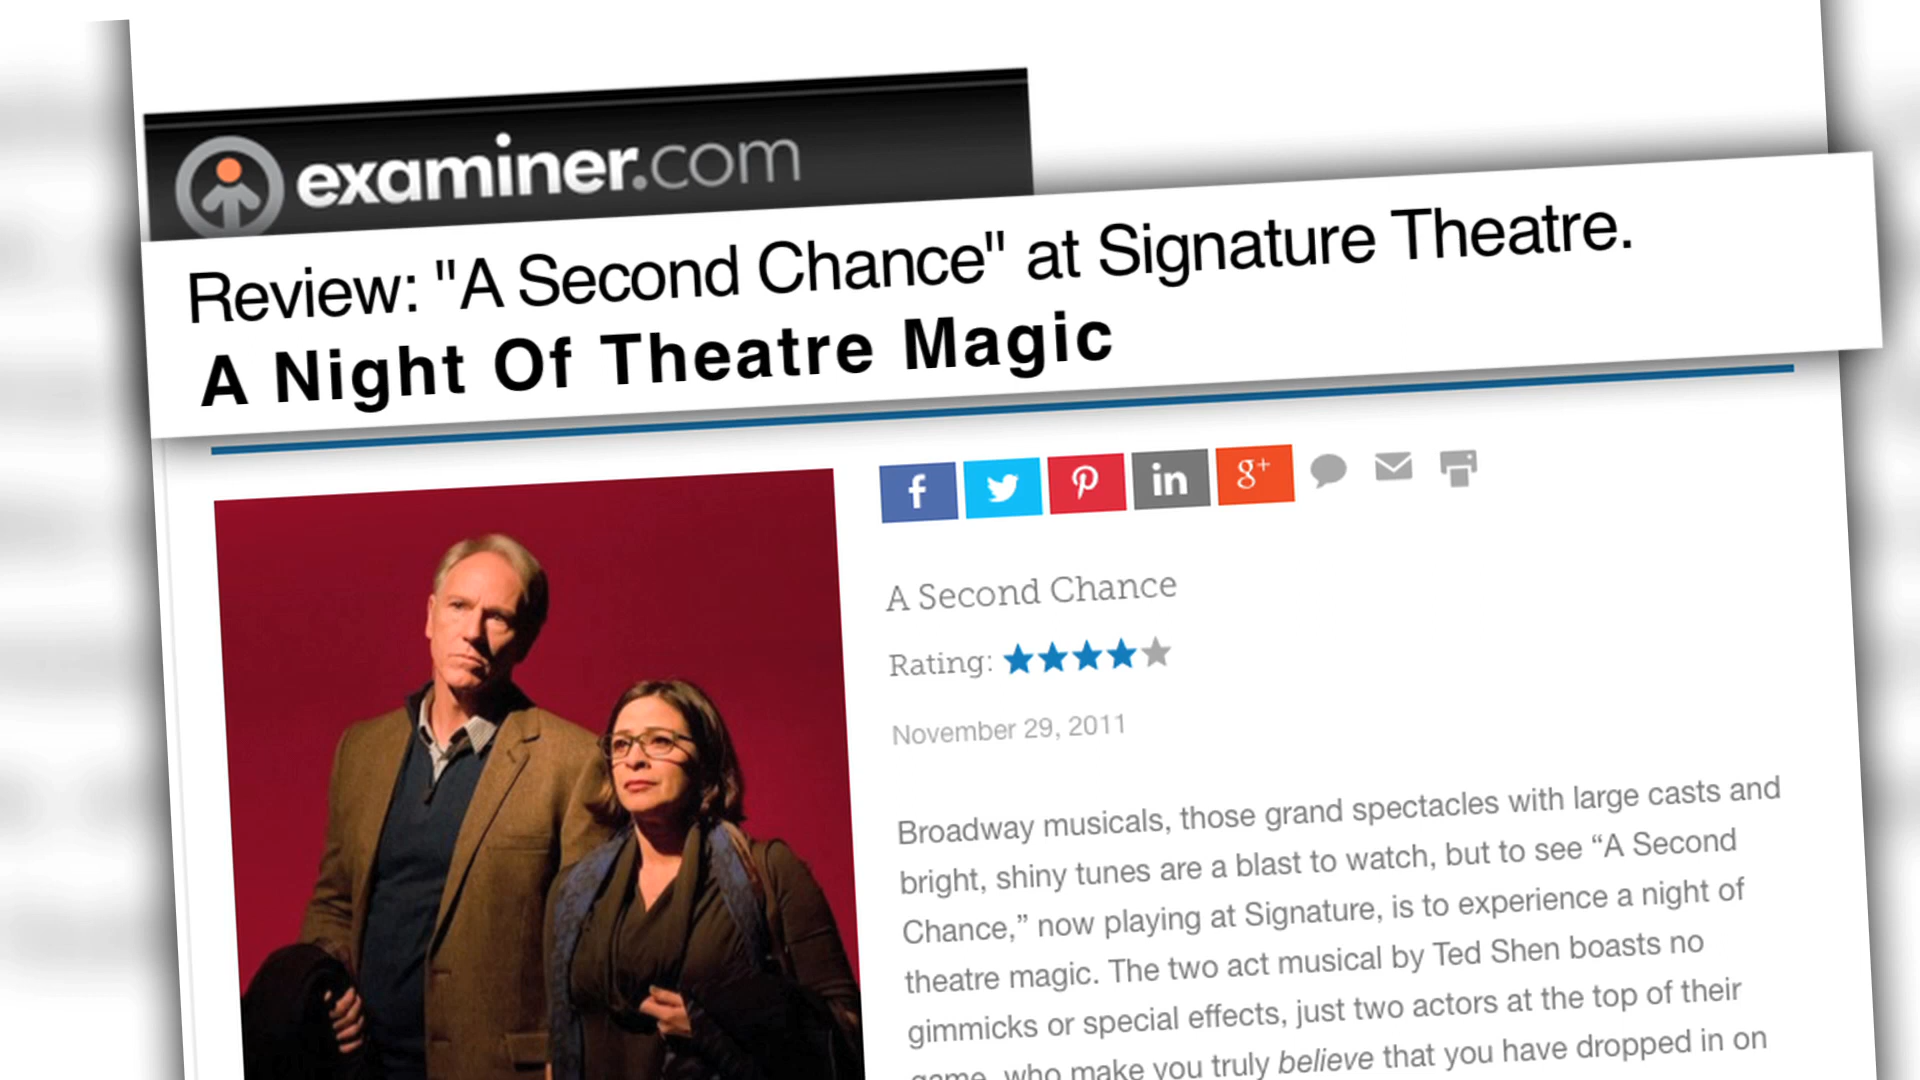 examiner.com
Review: "A Second Chance" at Signature Theatre.
A Night Of Theatre Magic
f in g+
A Second Chance
Rating:
November 29, 2011
Broadway musicals, those grand spectacles with large casts and
bright, shiny tunes are a blast to watch, but to see “A Second
Chance,” now playing at Signature, is to experience a night of
theatre magic. The two act musical by Ted Shen boasts no
gimmicks or special effects, just two actors at the top of their
game, who make you truly believe that you have dropped in on